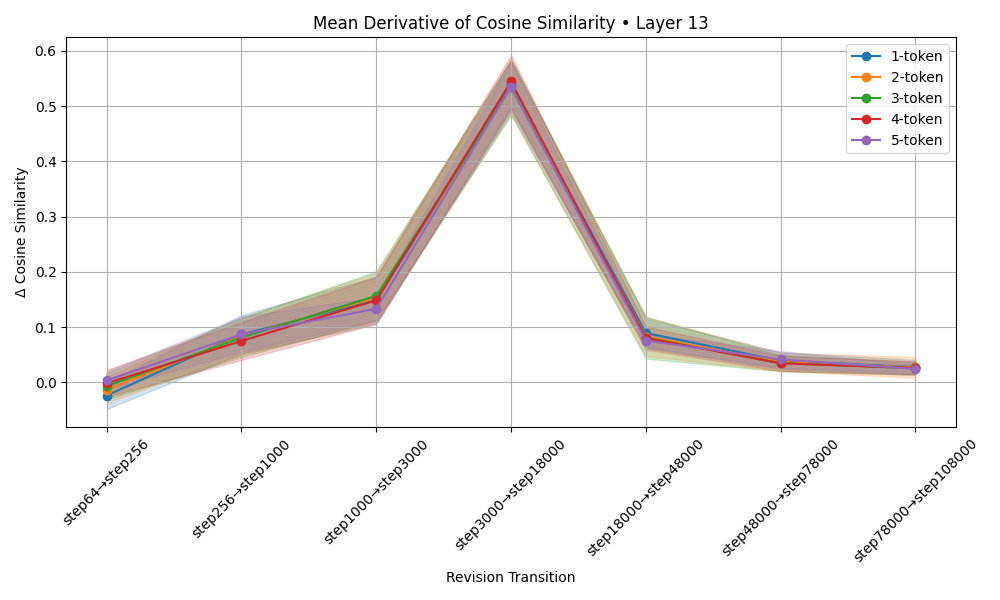 Mean Derivative of Cosine Similarity • Layer 13
Δ Cosine Similarity
0.6
0.5
0.4
0.3
0.2
0.1
0.0
1-token
2-token
3-token
4-token
5-token
step64→step256
step256→step1000
step1000→step3000
step3000→step18000
step18000→step48000
step48000→step78000
step78000→step108000
Revision Transition